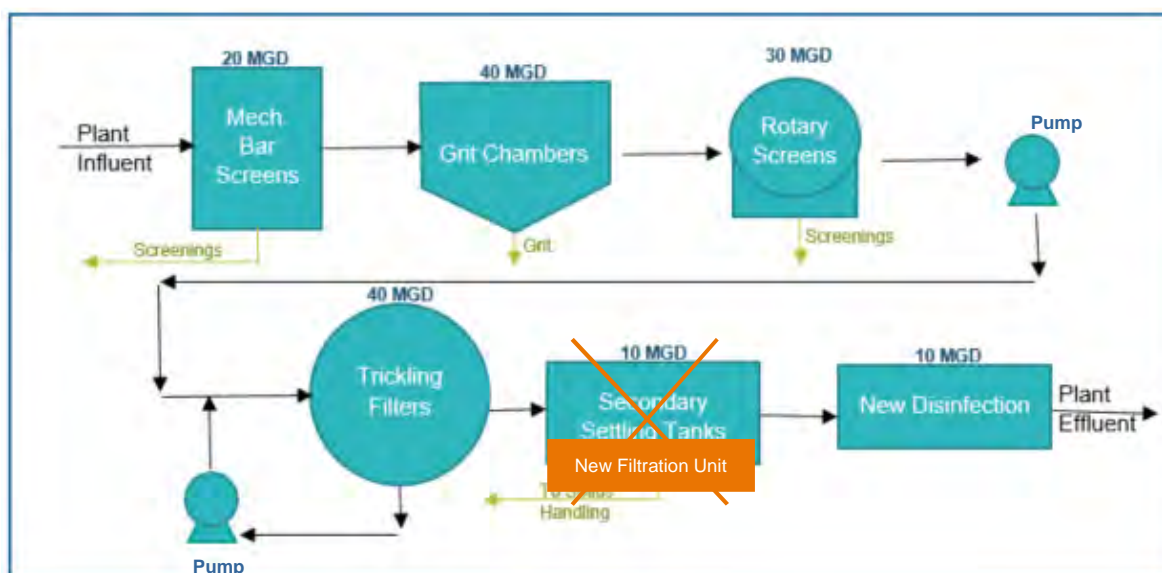 20 MGD
40 MGD
30 MGD
Plant
Influent
Mech
Bar
Screens
Grit Chambers
Rotary
Screens
Pump
Screenings
Grit
Screenings
40 MGD
Trickling
Filters
10 MGD
Secondary
Settling Tanks
New Filtration Unit
To Solids
Handling
10 MGD
New Disinfection
Plant
Effluent
Pump